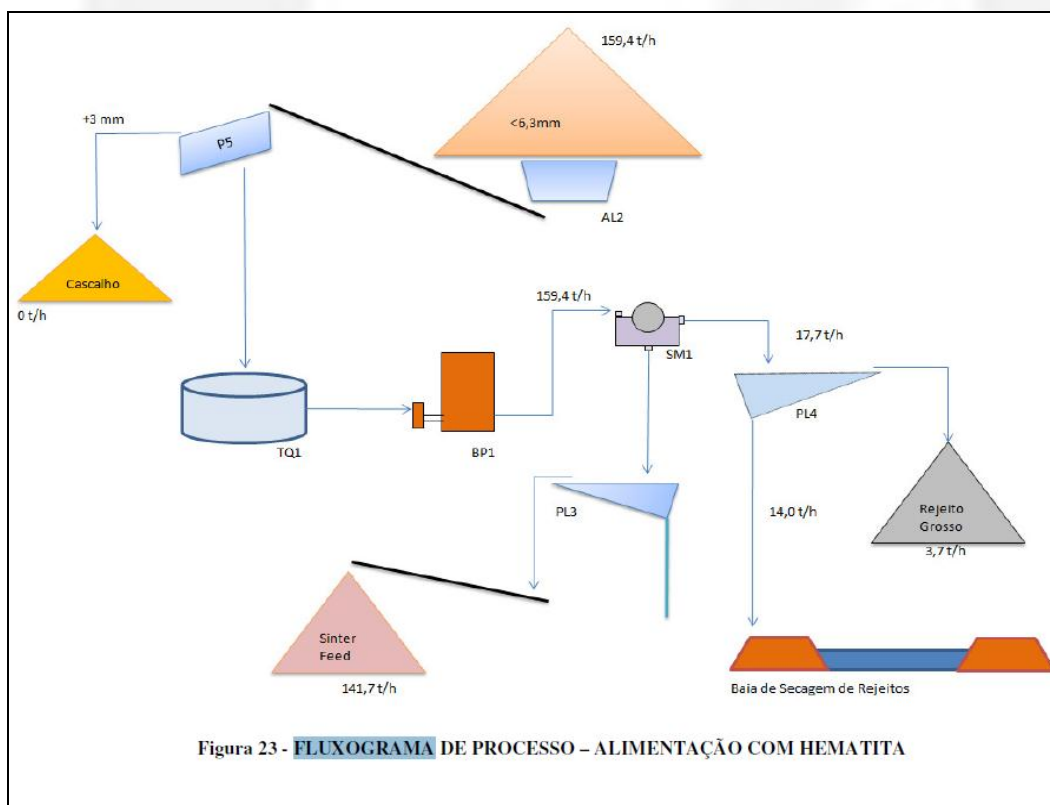 159,4 t/h
<6,3mm
AL2
+3 mm
P5
Cascalho
0 t/h
TQ1
BP1
159,4 t/h
SM1
17,7 t/h
PL4
14,0 t/h
Rejeito
Grosso
3,7 t/h
PL3
Sinter
Feed
141,7 t/h
Baia de Secagem de Rejeitos
Figura 23 - FLUXOGRAMA DE PROCESSO – ALIMENTAÇÃO COM HEMATITA